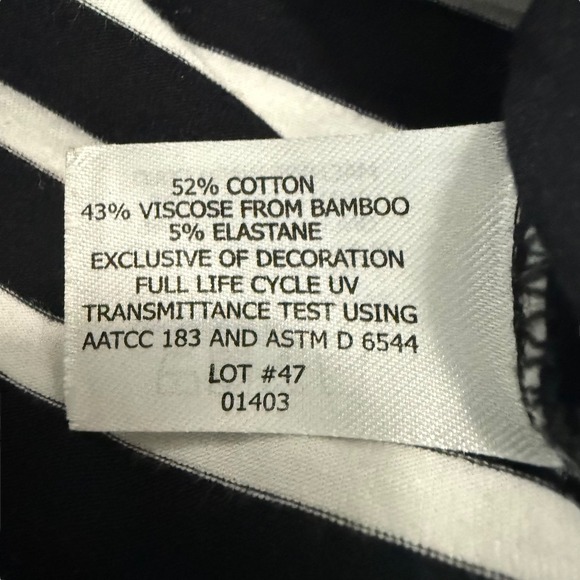 52% COTTON
43% VISCOSE FROM BAMBOO
5% ELASTANE
EXCLUSIVE OF DECORATION
FULL LIFE CYCLE UV
TRANSMITTANCE TEST USING
AATCC 183 AND ASTM D 6544
LOT #47
01403